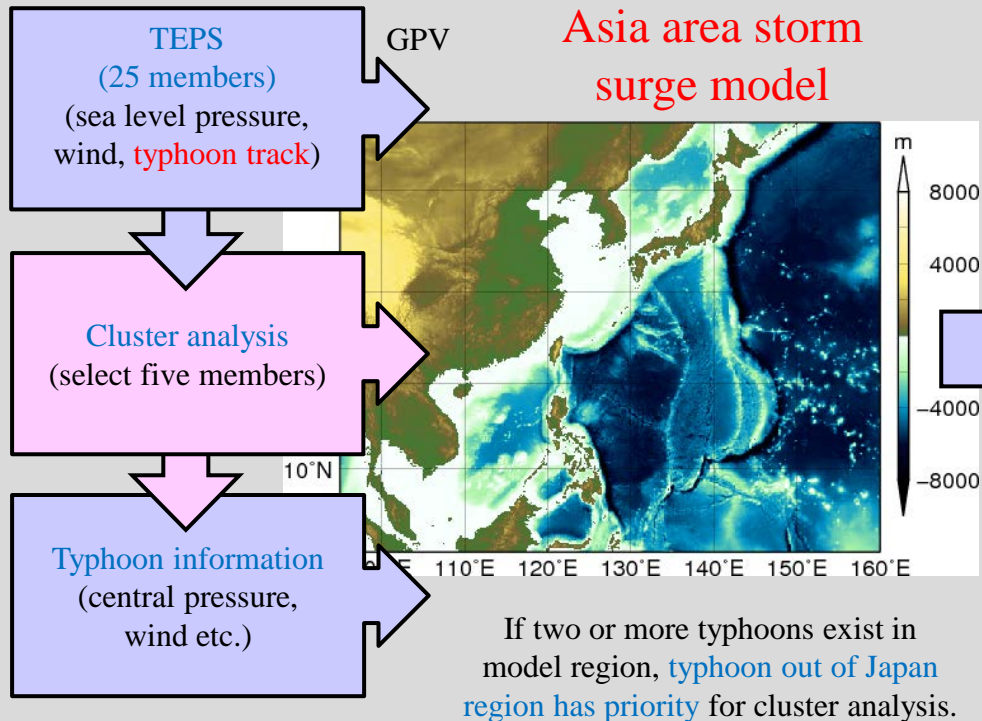 TEPS
(25 members)
(sea level pressure,
wind, typhoon track)
GPV
Asia area storm
surge model
Cluster analysis
(select five members)
Typhoon information
(central pressure,
wind etc.)
m
8000
4000
−4000
−8000
10°N
110°E 120°E 130°E 140°E 150°E 160°E
If two or more typhoons exist in
model region, typhoon out of Japan
region has priority for cluster analysis.